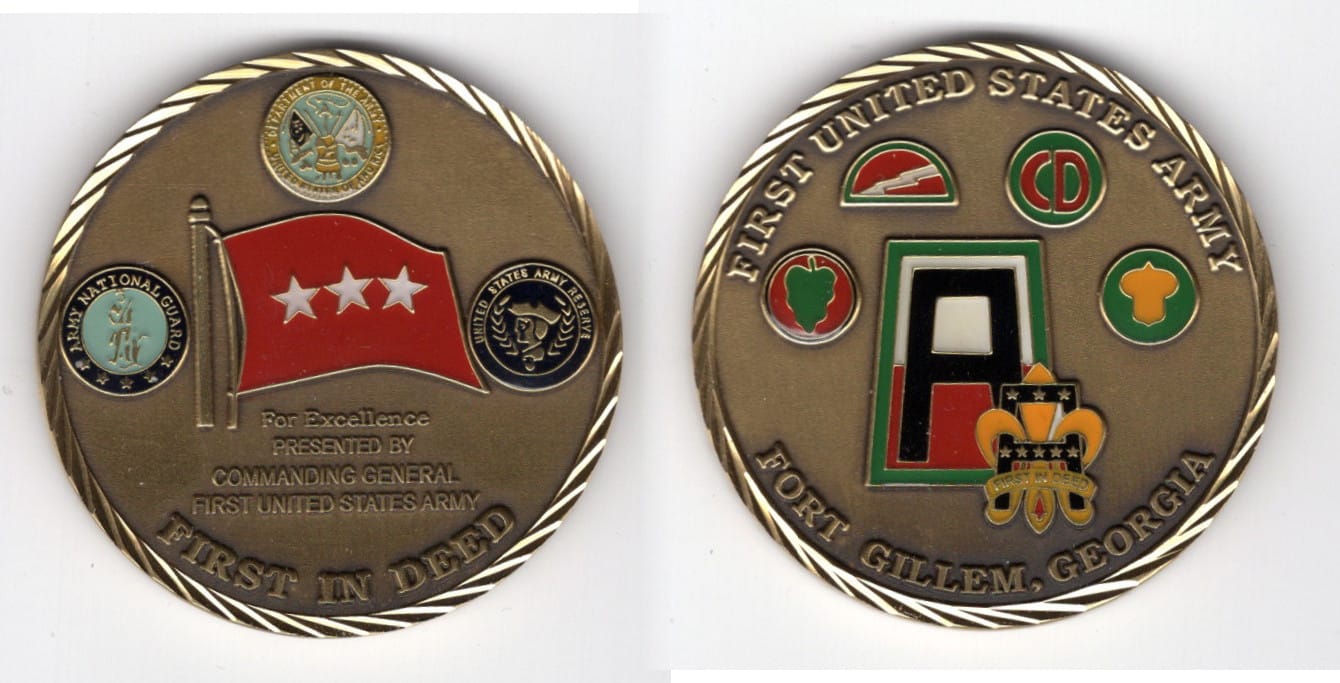 DEPARTMENT OF THE ARMY
UNITED STATES OF AMERICA
ARMY NATIONAL GUARD
UNITED STATES ARMY RESERVE
For Excellence
PRESENTED BY
COMMANDING GENERAL
FIRST UNITED STATES ARMY
FIRST IN DEED
FIRST UNITED STATES ARMY
CD
A
FIRST IN DEED
FORT GILLEM, GEORGIA